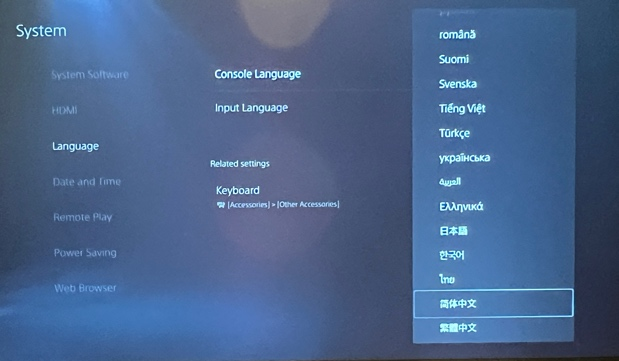 System
System Software
HDMI
Language
Date and Time
Remote Play
Power Saving
Web Browser
Console Language
Input Language
Related settings
Keyboard
[Accessories] > [Other Accessories]
română
Suomi
Svenska
Tiếng Việt
Türkçe
українська
العربية
Ελληνικά
日本語
한국어
ไทย
简体中文
繁體中文